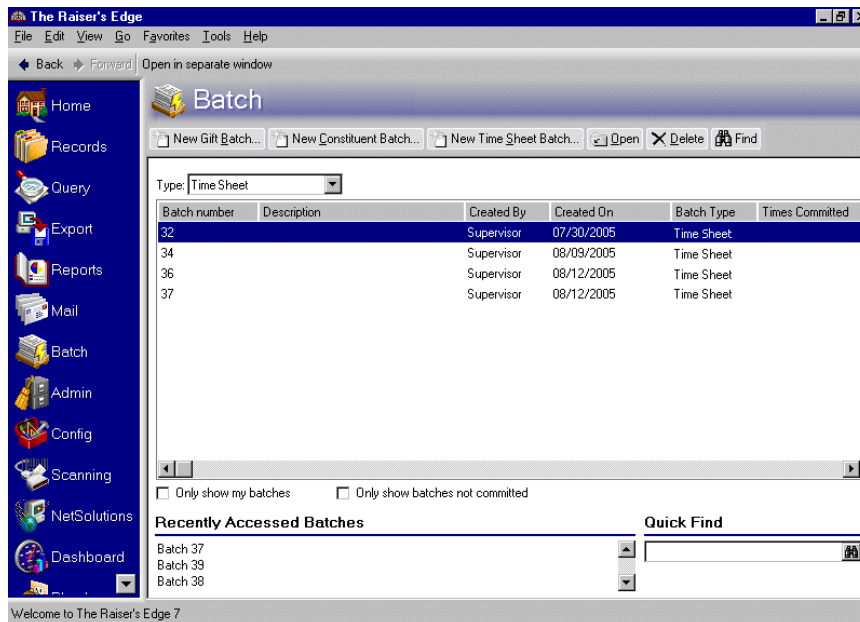 The Raiser's Edge
File Edit View Go Favorites Tools Help
Back Forward Open in separate window
Home
Records
Query
Export
Reports
Mail
Batch
Admin
Config
Scanning
NetSolutions
Dashboard
Batch
New Gift Batch... New Constituent Batch... New Time Sheet Batch... Open Delete Find
Type: Time Sheet
Batch number Description Created By Created On Batch Type Times Committed
32 Supervisor 07/30/2005 Time Sheet
34 Supervisor 08/09/2005 Time Sheet
36 Supervisor 08/12/2005 Time Sheet
37 Supervisor 08/12/2005 Time Sheet
Only show my batches Only show batches not committed
Recently Accessed Batches Quick Find
Batch 37
Batch 39
Batch 38
Welcome to The Raiser's Edge 7